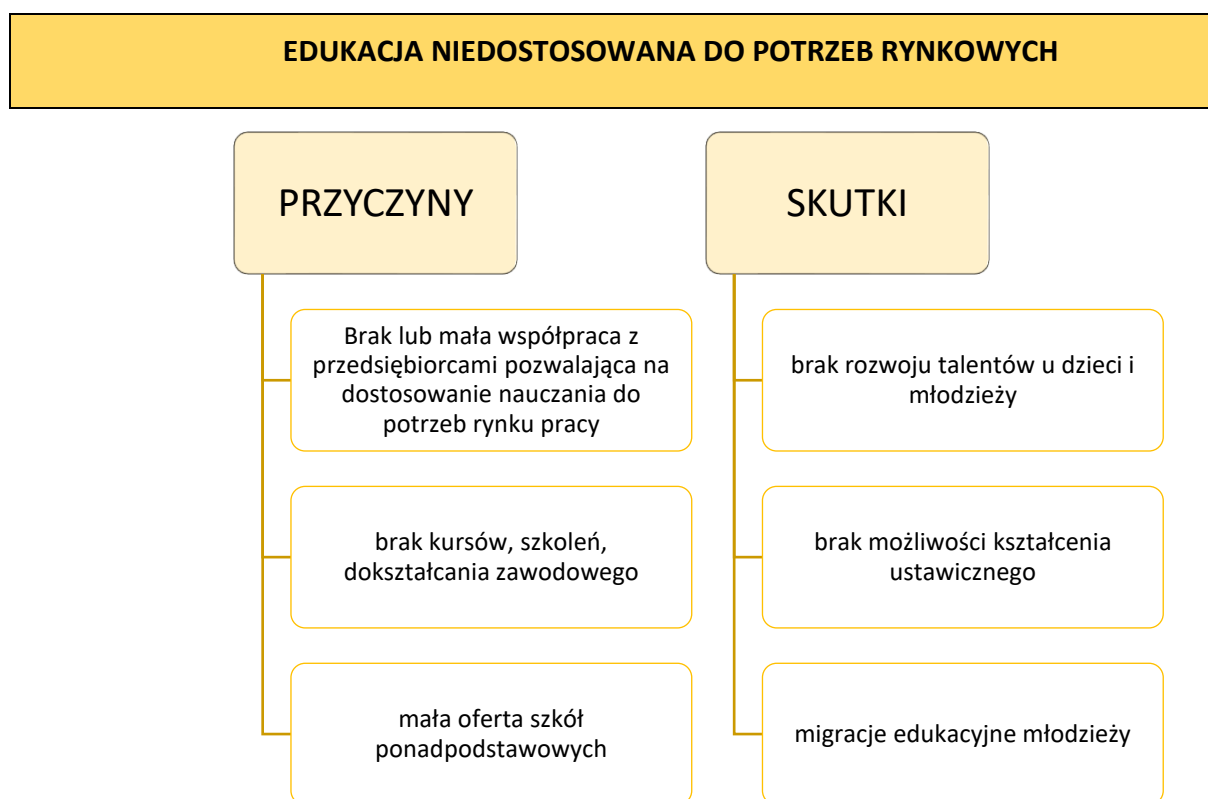 EDUKACJA NIEDOSTOSOWANA DO POTRZEB RYNKOWYCH
PRZYCZYNY
Brak lub mała współpraca z
przedsiębiorcami pozwalająca na
dostosowanie nauczania do
potrzeb rynku pracy
brak kursów, szkoleń,
dokształcania zawodowego
mała oferta szkół
ponadpodstawowych
SKUTKI
brak rozwoju talentów u dzieci i
młodzieży
brak możliwości kształcenia
ustawicznego
migracje edukacyjne młodzieży